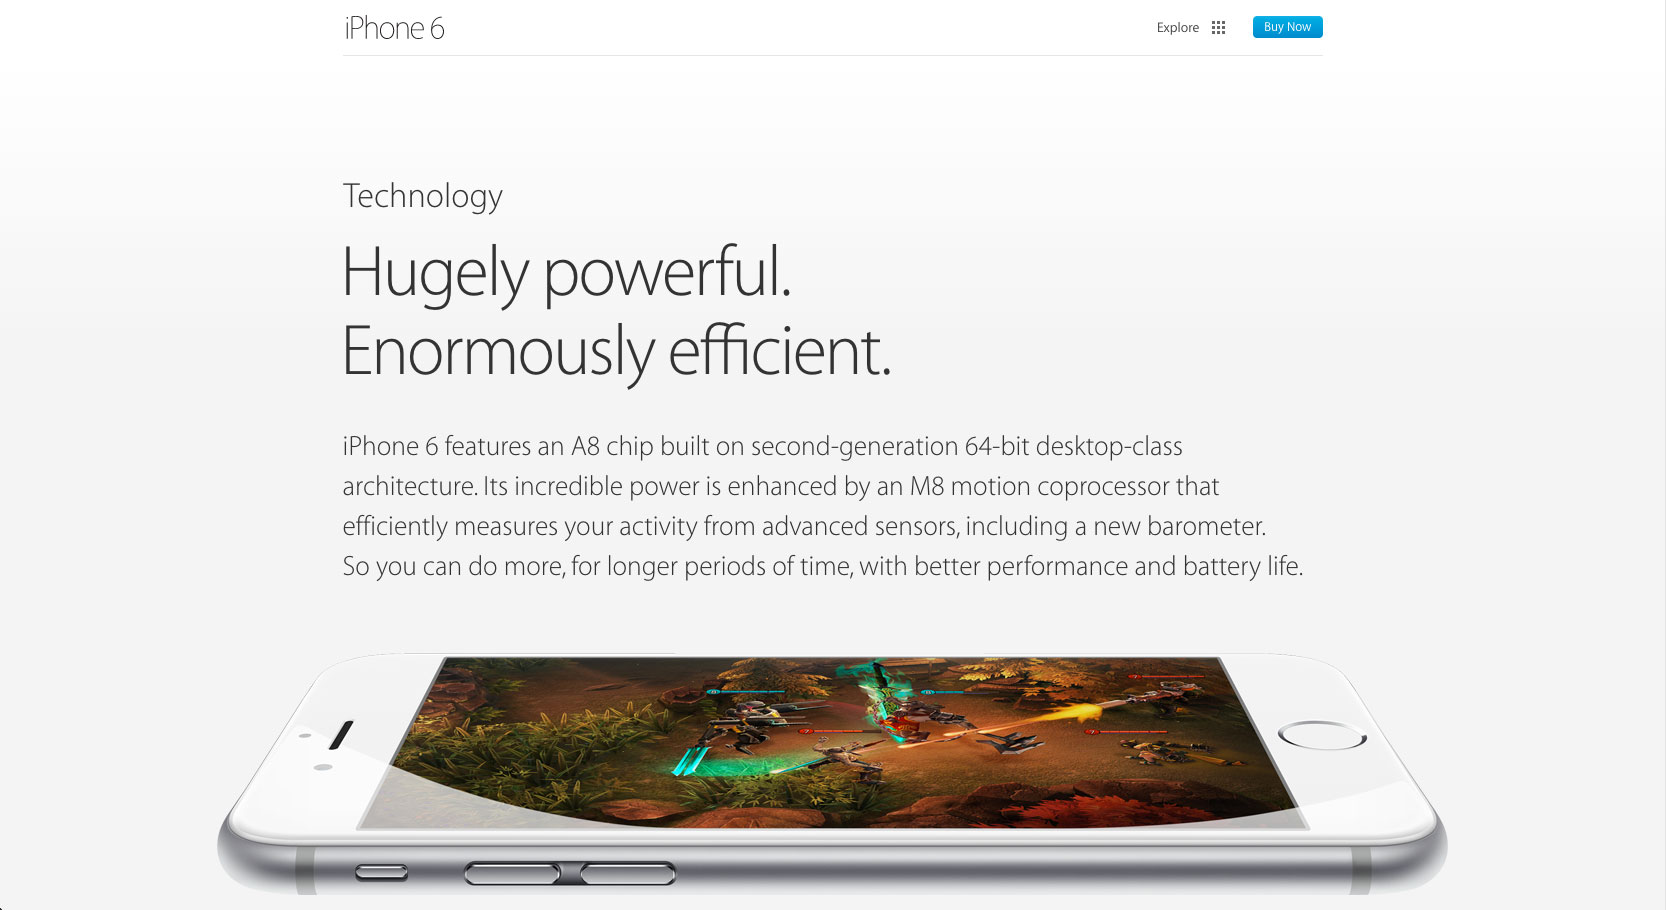 iPhone 6
Explore
Buy Now
Technology
Hugely powerful.
Enormously efficient.
iPhone 6 features an A8 chip built on second-generation 64-bit desktop-class
architecture. Its incredible power is enhanced by an M8 motion coprocessor that
efficiently measures your activity from advanced sensors, including a new barometer.
So you can do more, for longer periods of time, with better performance and battery life.